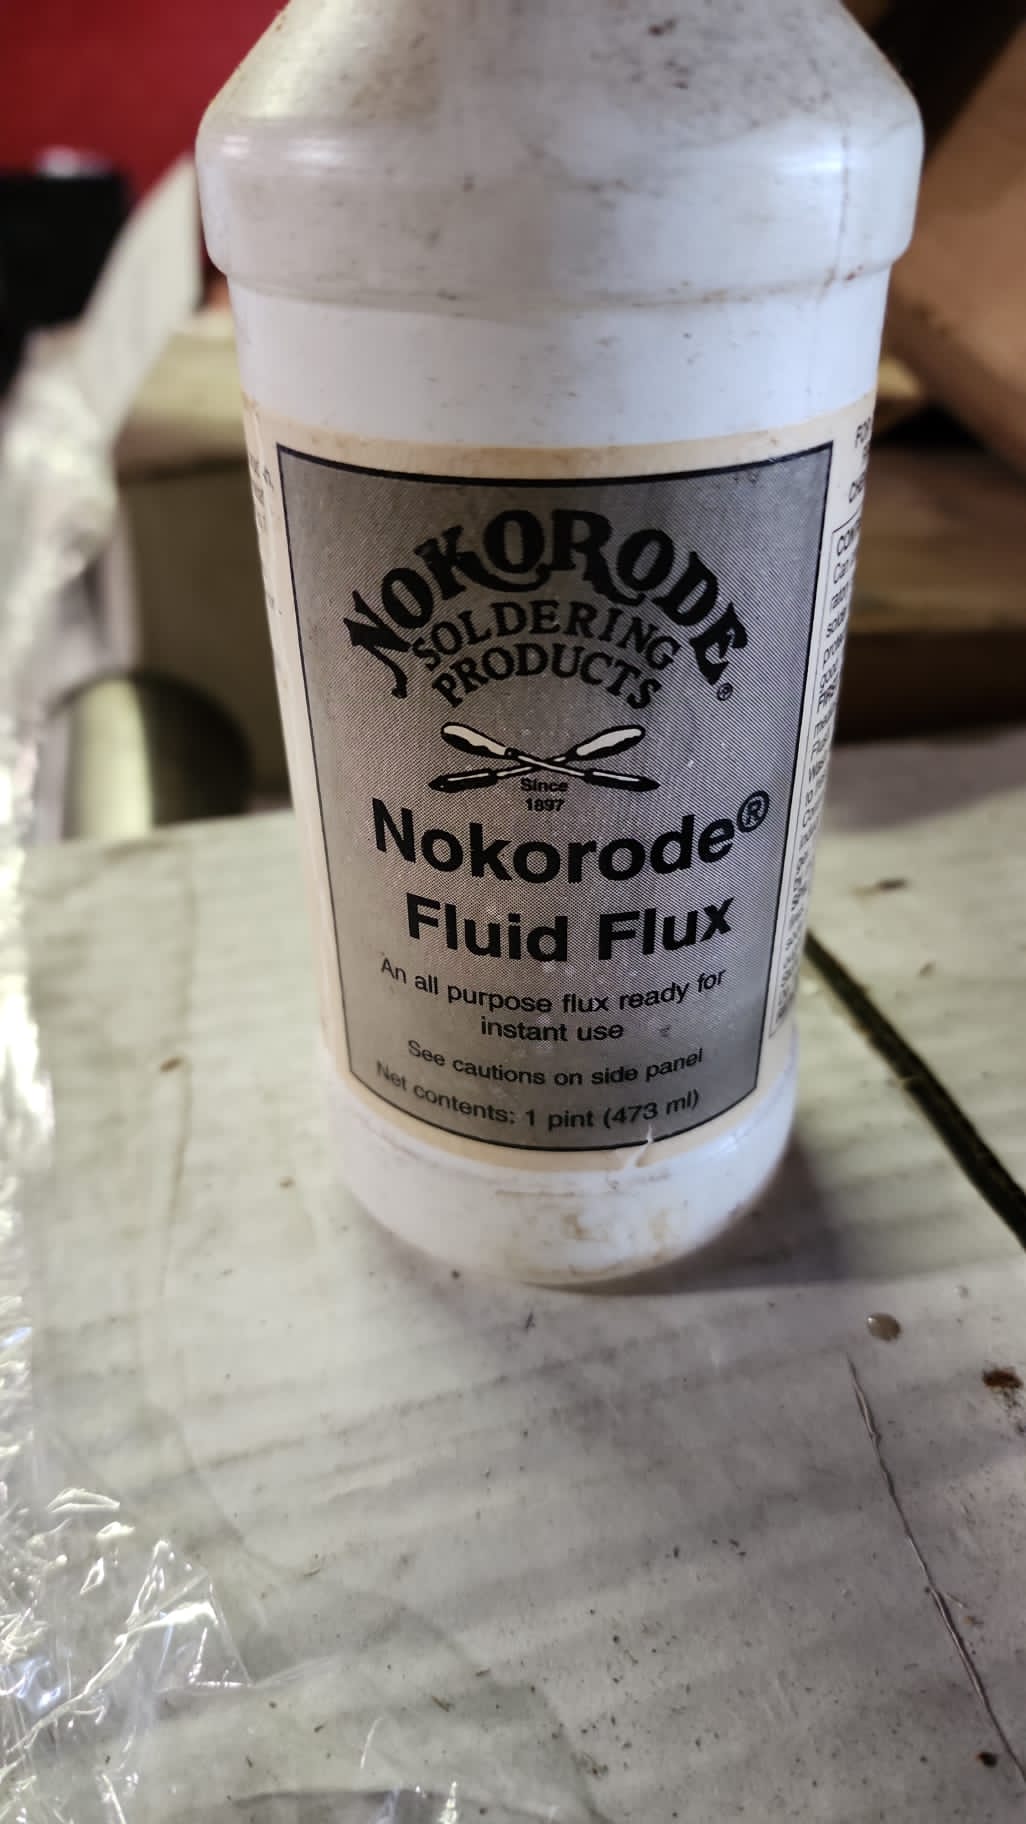 NOKORODE®
SOLDERING
PRODUCTS
Since
1897
Nokorode®
Fluid Flux
An all purpose flux ready for
instant use
See cautions on side panel
Net contents: 1 pint (473 ml)